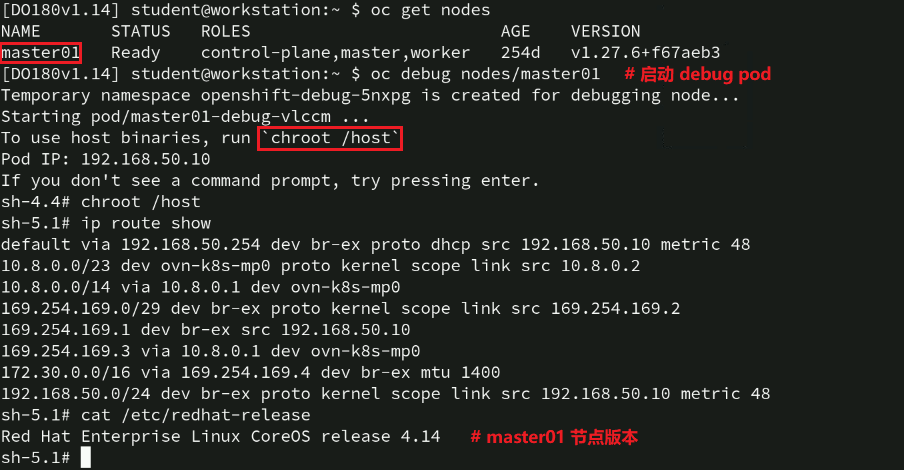 [DO180v1.14] student@workstation:~ $ oc get nodes
NAME       STATUS   ROLES                         AGE    VERSION
master01   Ready    control-plane,master,worker   254d   v1.27.6+f67aeb3
[DO180v1.14] student@workstation:~ $ oc debug nodes/master01   # 启动 debug pod
Temporary namespace openshift-debug-5nxpg is created for debugging node...
Starting pod/master01-debug-vlccm ...
To use host binaries, run `chroot /host`
Pod IP: 192.168.50.10
If you don't see a command prompt, try pressing enter.
sh-4.4# chroot /host
sh-5.1# ip route show
default via 192.168.50.254 dev br-ex proto dhcp src 192.168.50.10 metric 48
10.8.0.0/23 dev ovn-k8s-mp0 proto kernel scope link src 10.8.0.2
10.8.0.0/14 via 10.8.0.1 dev ovn-k8s-mp0
169.254.169.0/29 dev br-ex proto kernel scope link src 169.254.169.2
169.254.169.1 dev br-ex src 192.168.50.10
169.254.169.3 via 10.8.0.1 dev ovn-k8s-mp0
172.30.0.0/16 via 169.254.169.4 dev br-ex mtu 1400
192.168.50.0/24 dev br-ex proto kernel scope link src 192.168.50.10 metric 48
sh-5.1# cat /etc/redhat-release
Red Hat Enterprise Linux CoreOS release 4.14   # master01 节点版本
sh-5.1#